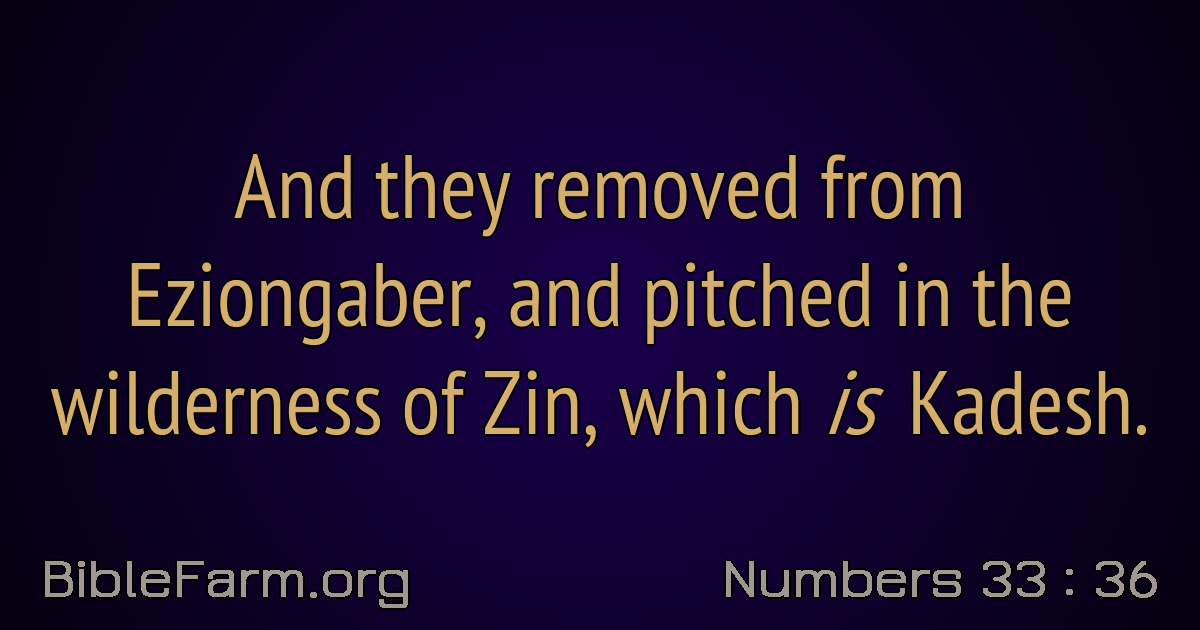 And they removed from
Eziongaber, and pitched in the
wilderness of Zin, which is Kadesh.
BibleFarm.org
Numbers 33 : 36